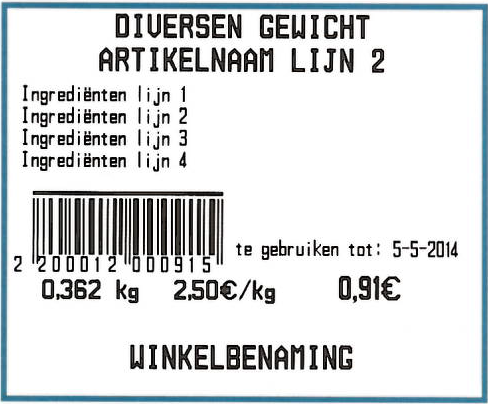 DIVERSEN GEWICHT
ARTIKELNAAM LIJN 2
Ingrediënten lijn 1
Ingrediënten lijn 2
Ingrediënten lijn 3
Ingrediënten lijn 4
te gebruiken tot: 5-5-2014
2 200012 000915
0,362 kg 2,50€/kg 0,91€
WINKELBENAMING